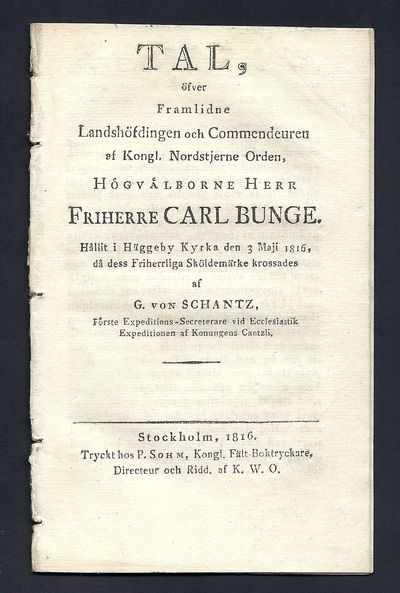 TAL,
öfver
Framlidne
Landshöfdingen och Commendeuren
af Kongl. Nordstjerne Orden,
HÖGVÄLBORNE HERR
FRIHERRE CARL BUNGE.
Hållit i Häggeby Kyrka den 3 Maji 1816,
då dess Friherrliga Sköldemärke krossades
af
G. VON SCHANTZ,
Förste Expeditions-Secreterare vid Ecclesiastik
Expeditionen af Konungens Cantzli.
Stockholm, 1816.
Tryckt hos P. SOHM, Kongl. Fält-Boktryckare,
Directeur och Ridd. af K. W. O.